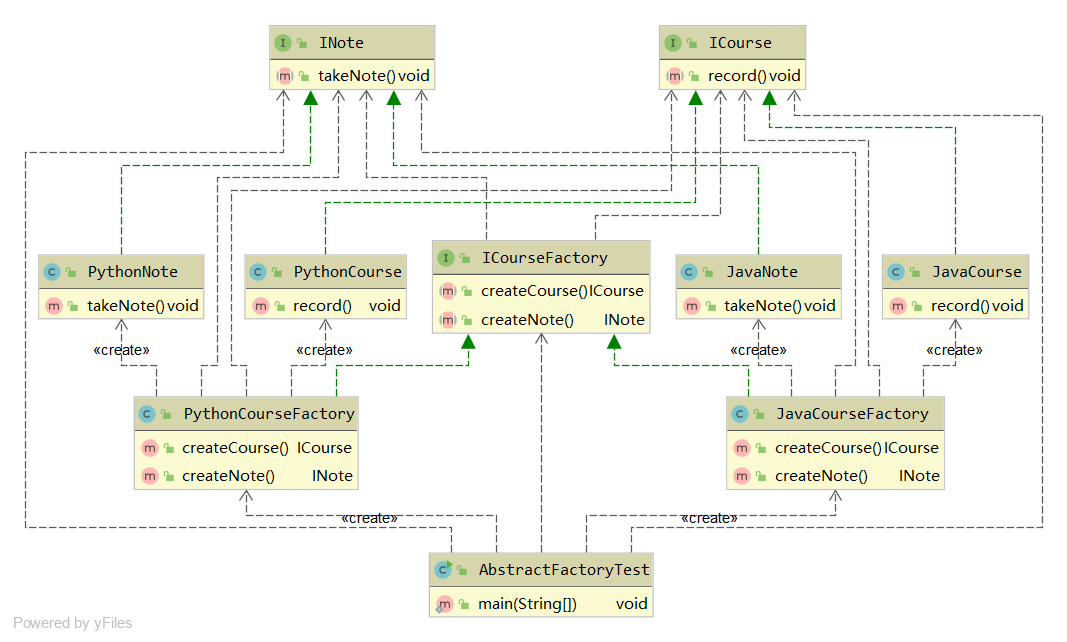 INote
takeNote() void
ICourse
record() void
PythonNote
takeNote() void
PythonCourse
record() void
ICourseFactory
createCourse() ICourse
createNote() INote
JavaNote
takeNote() void
JavaCourse
record() void
«create»
«create»
«create»
«create»
PythonCourseFactory
createCourse() ICourse
createNote() INote
JavaCourseFactory
createCourse() ICourse
createNote() INote
«create»
«create»
AbstractFactoryTest
main(String[]) void
Powered by yFiles